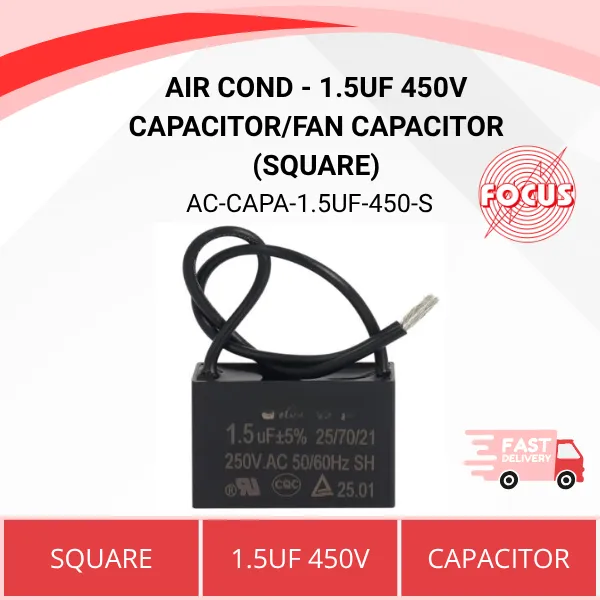 AIR COND - 1.5UF 450V
CAPACITOR/FAN CAPACITOR
(SQUARE)
AC-CAPA-1.5UF-450-S
FOCUS
1.5uF±5% 25/70/21
250V.AC 50/60Hz SH
CQC
25.01
FAST
DELIVERY
SQUARE
1.5UF 450V
CAPACITOR